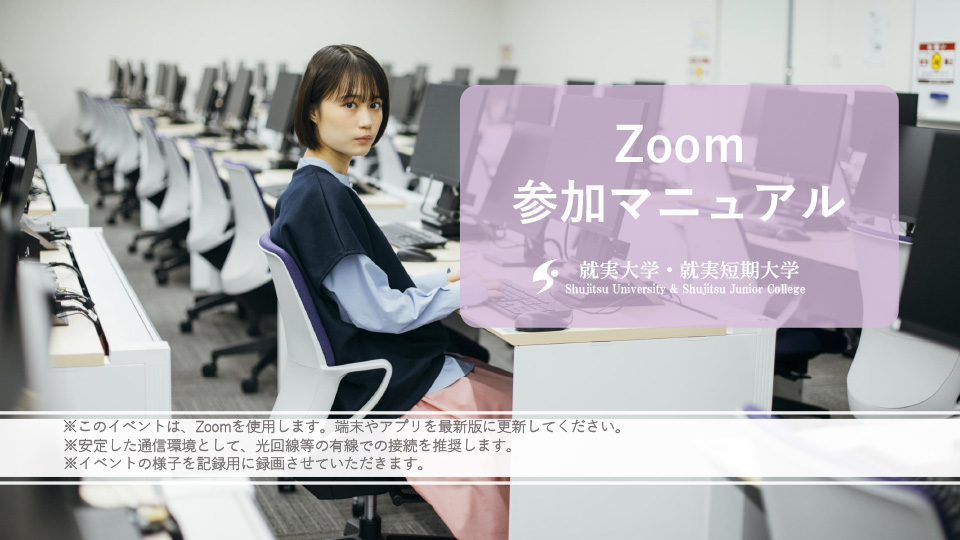 Zoom
参加マニュアル
就実大学・就実短期大学
Shujitsu University & Shujitsu Junior College
※このイベントは、Zoomを使用します。端末やアプリを最新版に更新してください。
※安定した通信環境として、光回線等の有線での接続を推奨します。
※イベントの様子を記録用に録画させていただきます。